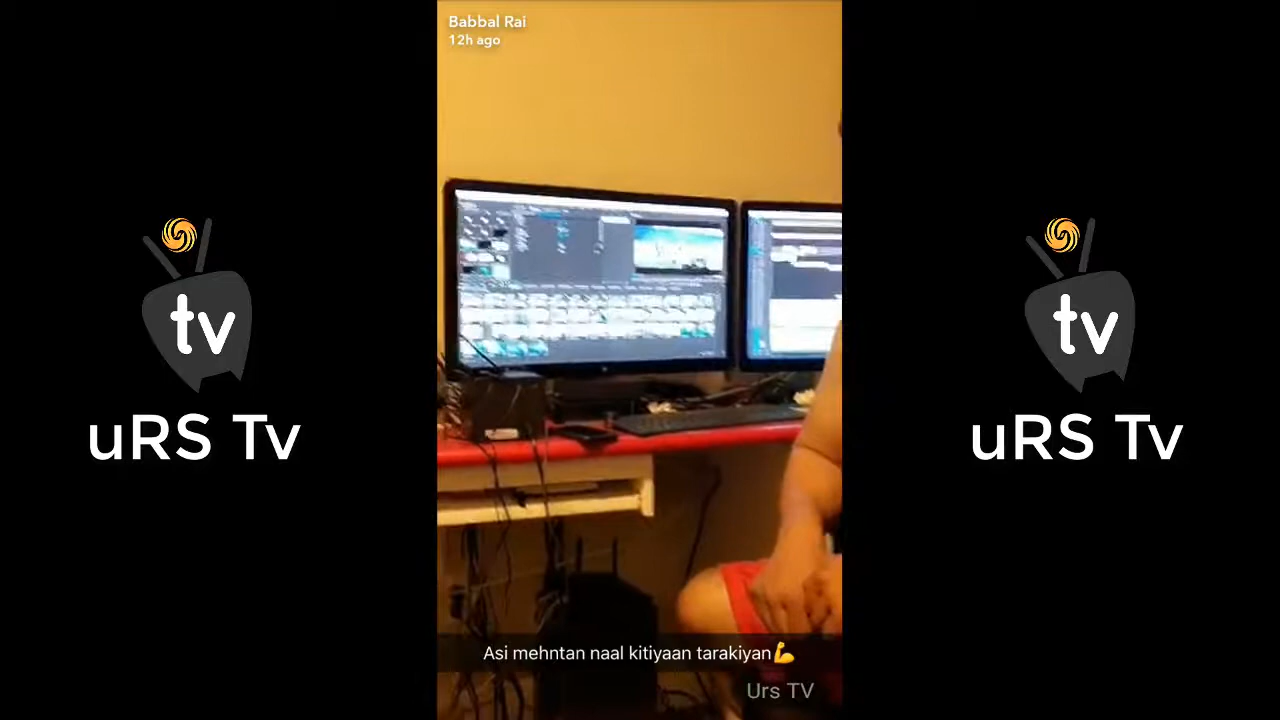 Babbal Rai
12h ago
tv
uRS Tv
tv
uRS Tv
Asi mehntan naal kitiyaan tarakiyan💪
Urs TV